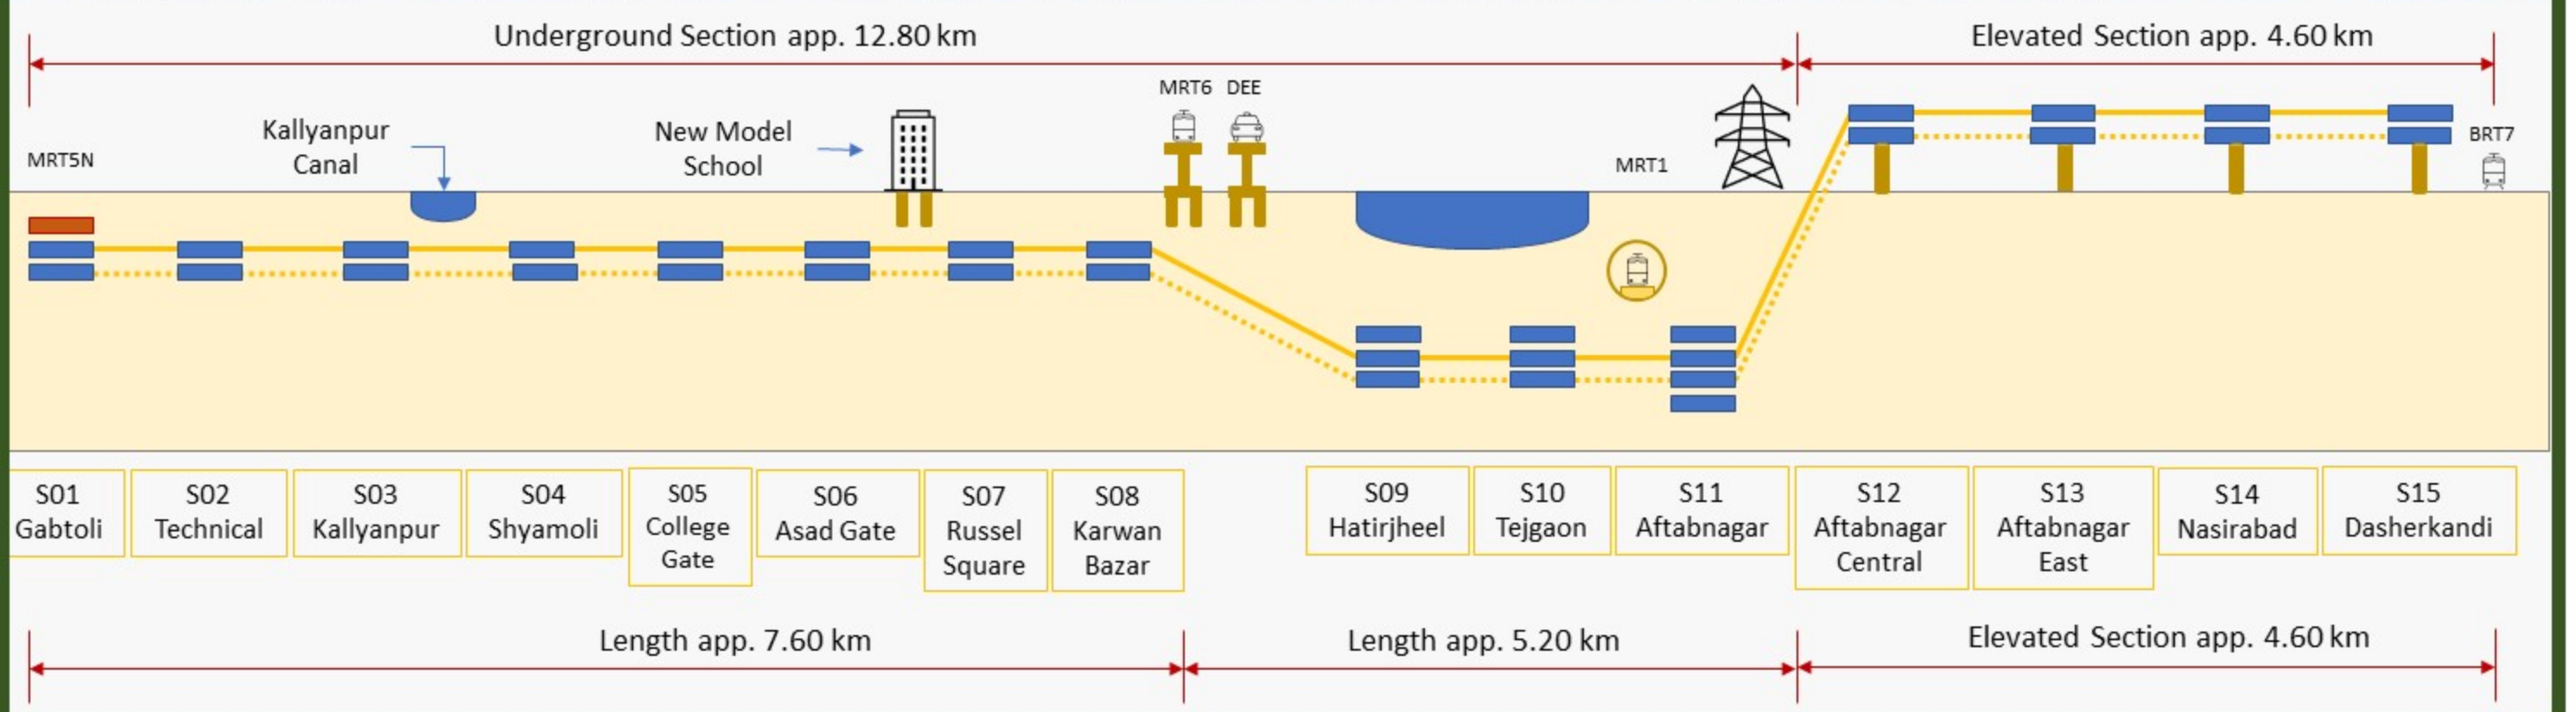 Underground Section app. 12.80 km
Elevated Section app. 4.60 km
MRT5N
Kallyanpur
Canal
New Model
School
MRT6
DEE
MRT1
BRT7
S01
Gabtoli
S02
Technical
S03
Kallyanpur
S04
Shyamoli
S05
College
Gate
S06
Asad Gate
S07
Russel
Square
S08
Karwan
Bazar
S09
Hatirjheel
S10
Tejgaon
S11
Aftabnagar
S12
Aftabnagar
Central
S13
Aftabnagar
East
S14
Nasirabad
S15
Dasherkandi
Length app. 7.60 km
Length app. 5.20 km
Elevated Section app. 4.60 km